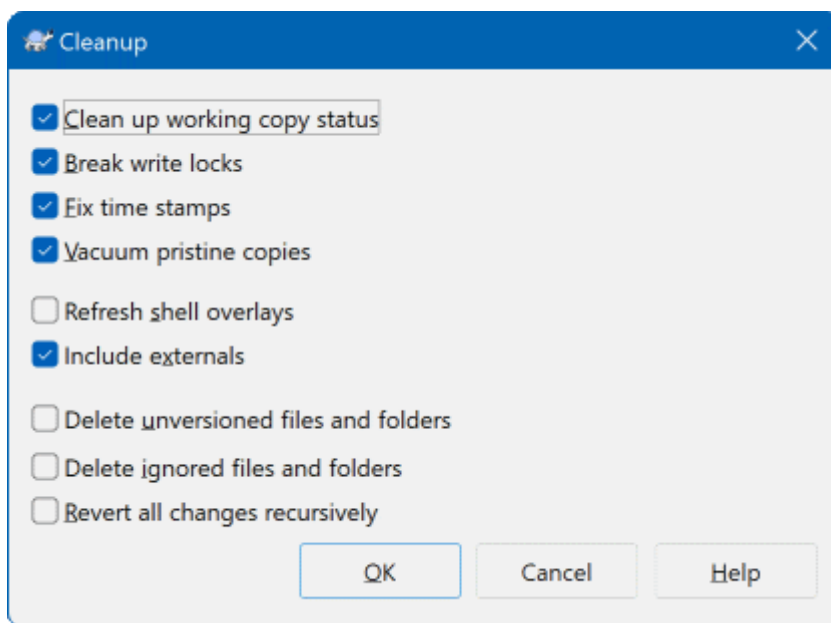 Cleanup
Clean up working copy status
Break write locks
Fix time stamps
Vacuum pristine copies
Refresh shell overlays
Include externals
Delete unversioned files and folders
Delete ignored files and folders
Revert all changes recursively
OK Cancel Help